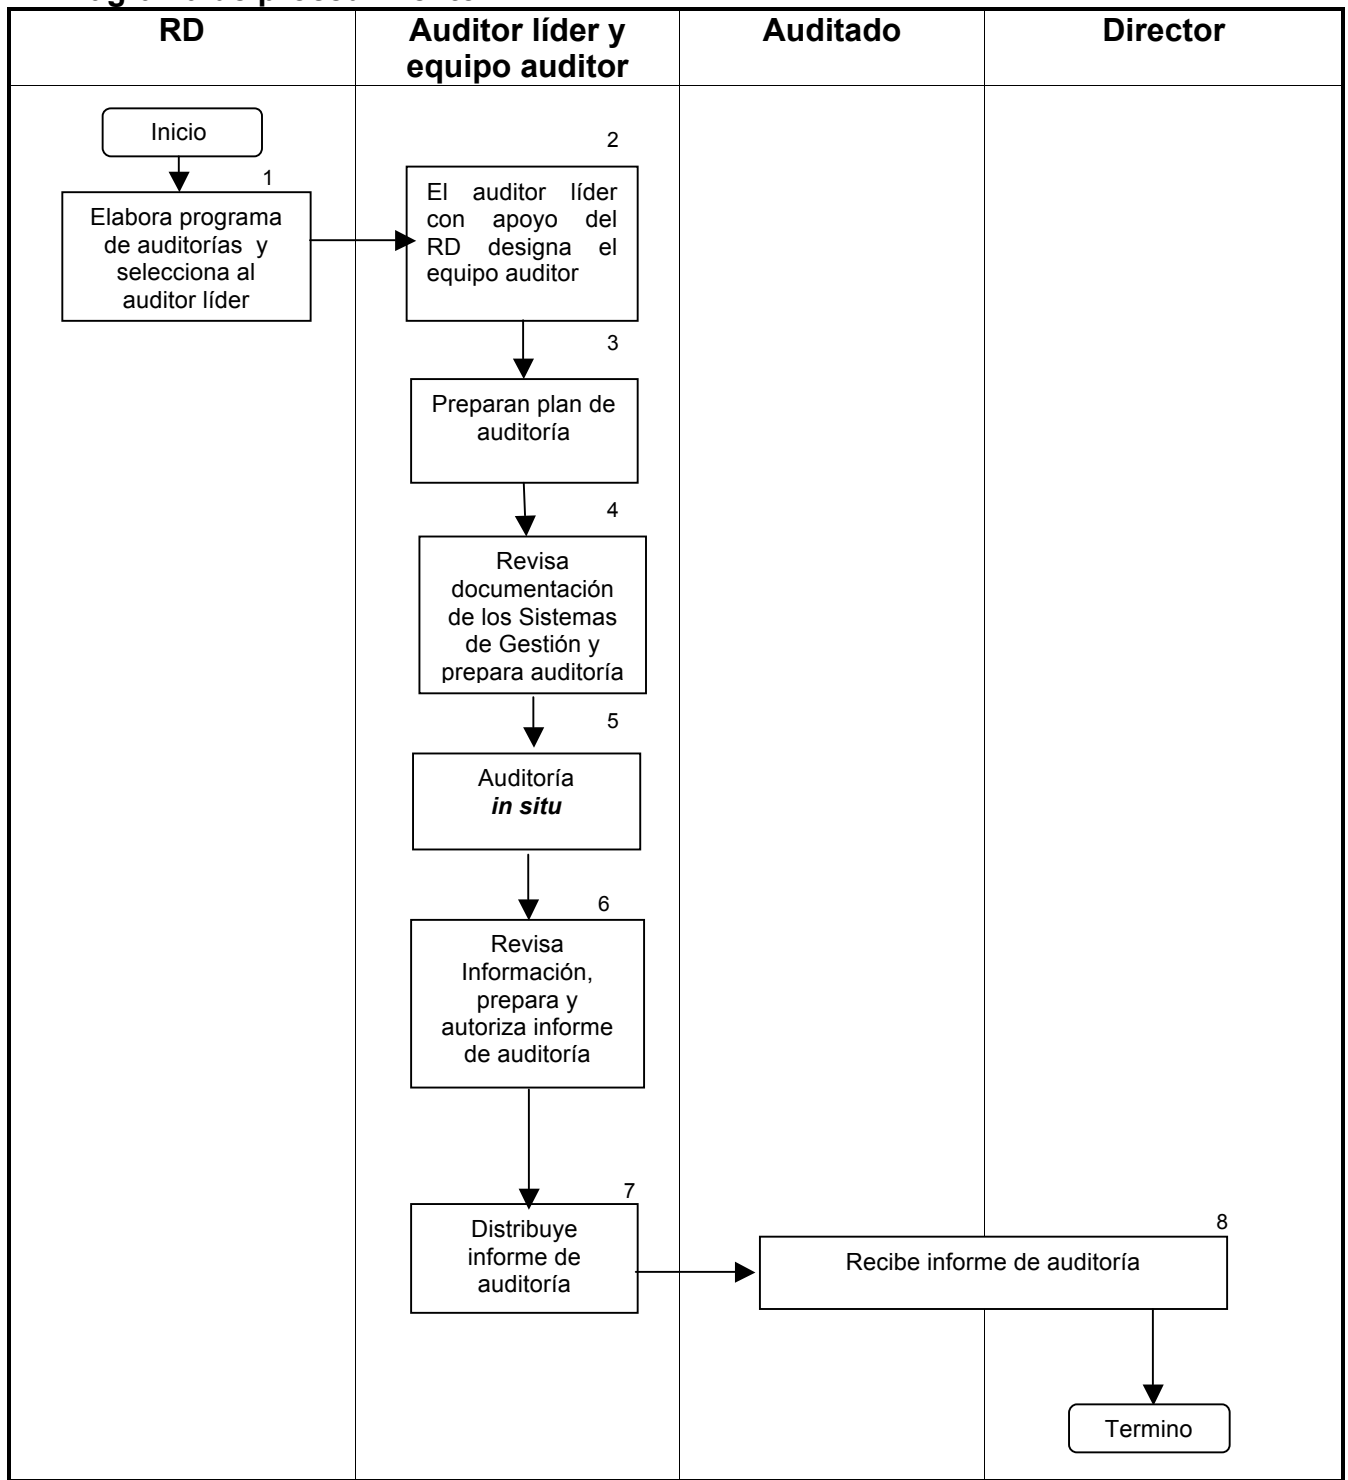 RD
Auditor líder y
equipo auditor
Auditado
Director
Inicio
1
Elabora programa
de auditorías y
selecciona al
auditor líder
2
El auditor líder
con apoyo del
RD designa el
equipo auditor
3
Preparan plan de
auditoría
4
Revisa
documentación
de los Sistemas
de Gestión y
prepara auditoría
5
Auditoría
in situ
6
Revisa
Información,
prepara y
autoriza informe
de auditoría
7
Distribuye
informe de
auditoría
8
Recibe informe de auditoría
Termino